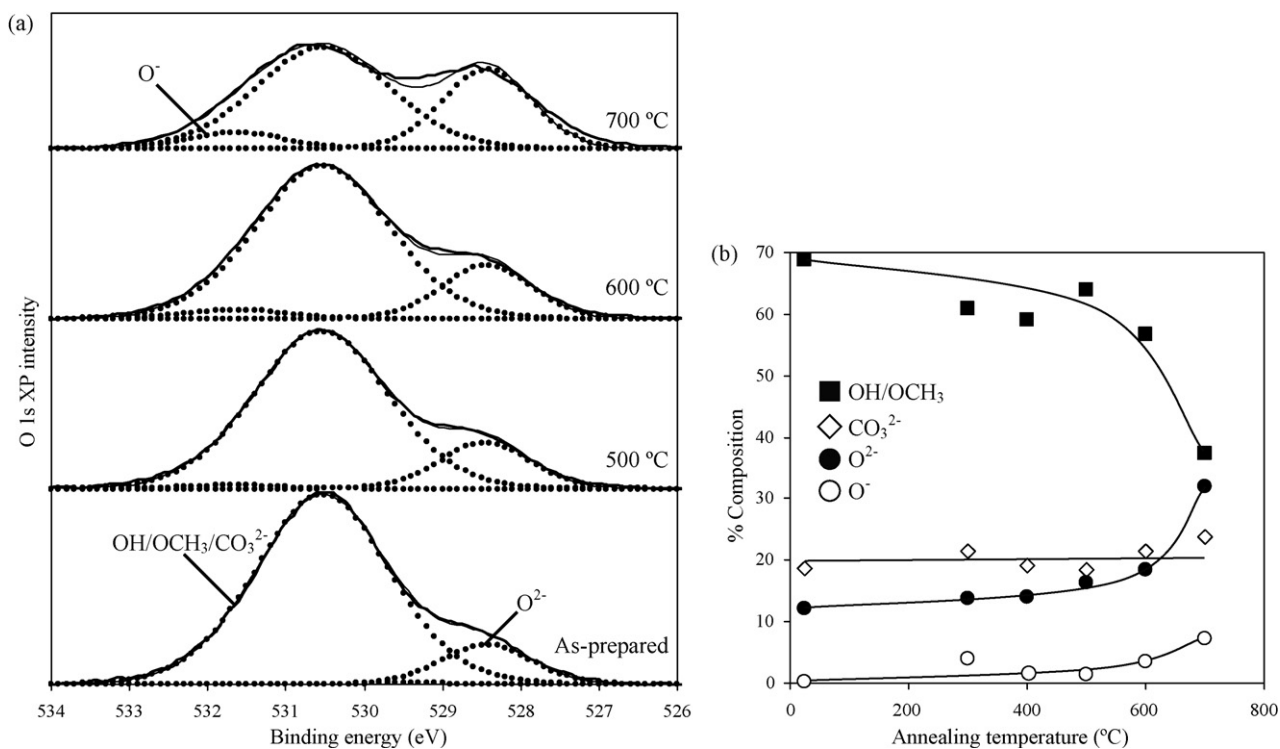 (a)
O⁻
700 ºC
600 ºC
500 ºC
OH/OCH₃/CO₃²⁻
O²⁻
As-prepared
O 1s XP intensity
534 533 532 531 530 529 528 527 526
Binding energy (eV)
(b)
70
60
50
40
30
20
10
0
% Composition
OH/OCH₃
CO₃²⁻
O²⁻
O⁻
0 200 400 600 800
Annealing temperature (ºC)